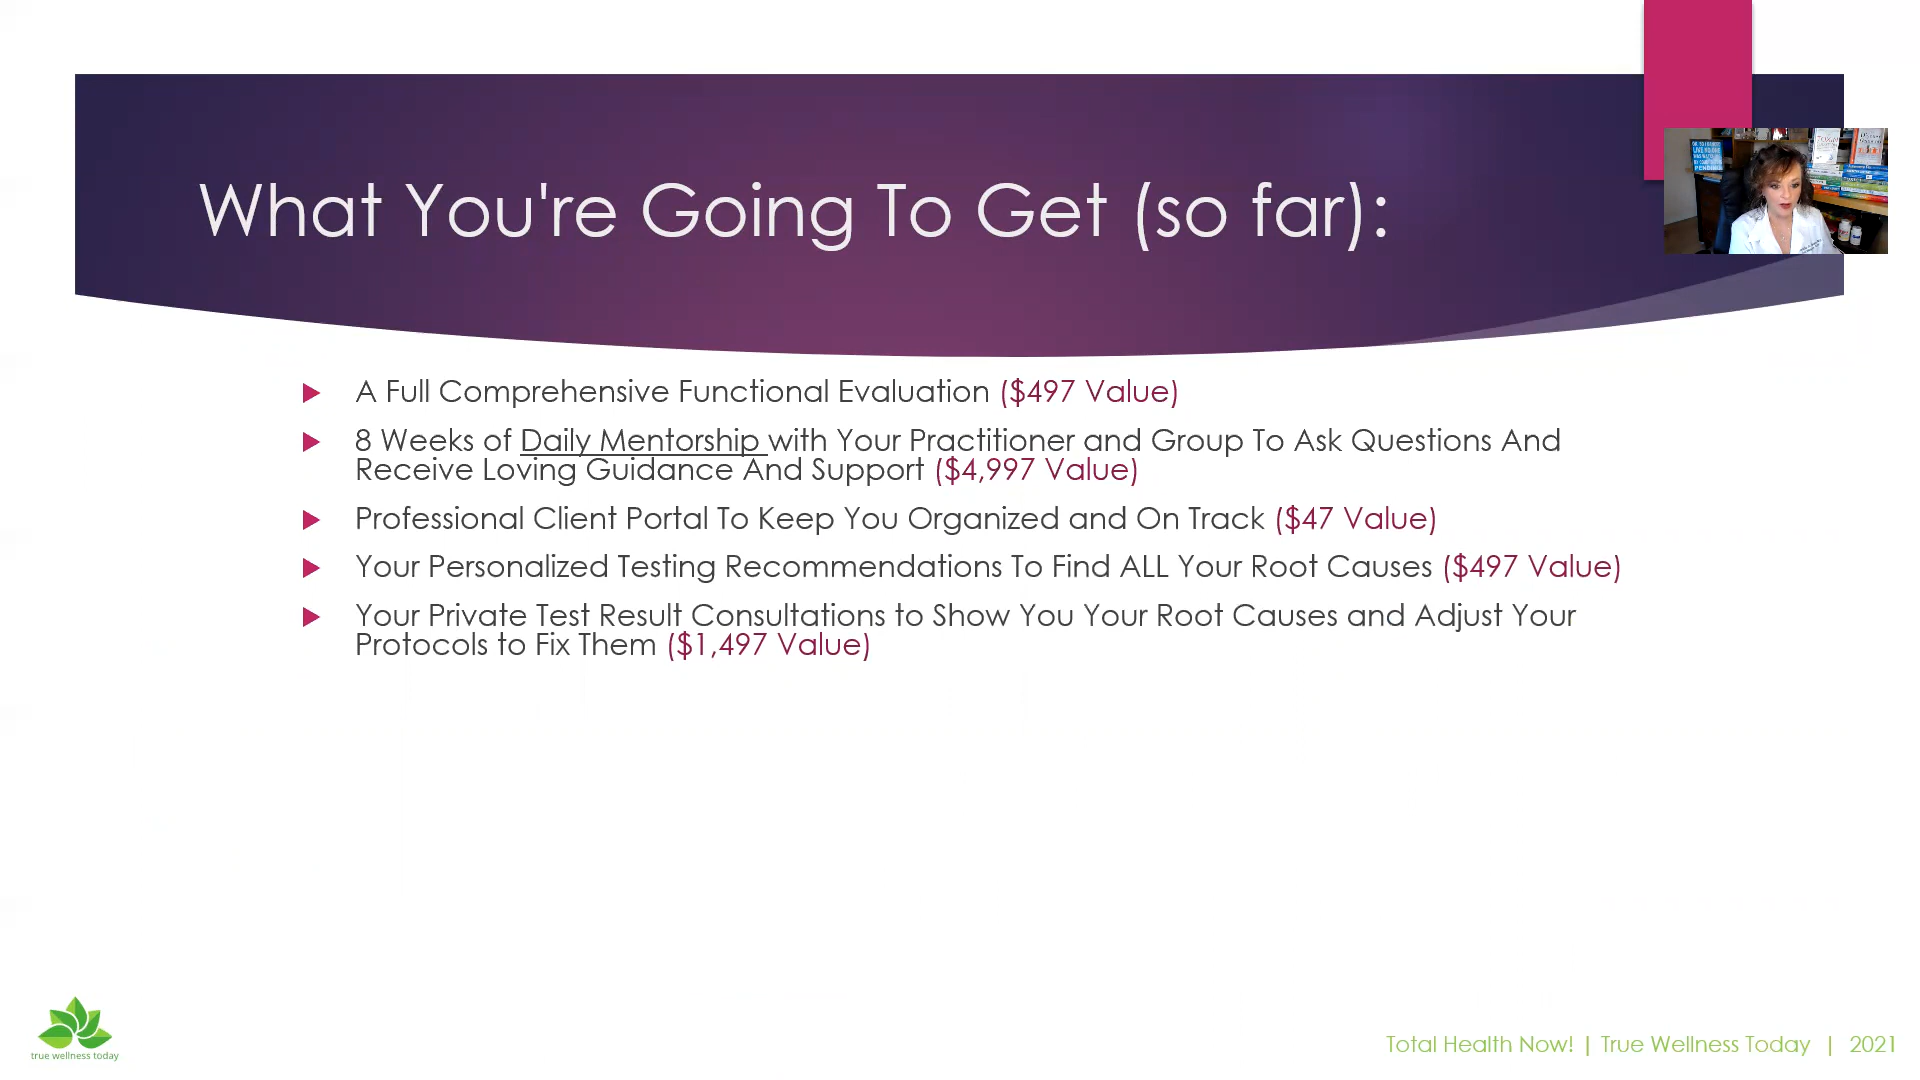 What You're Going To Get (so far):
A Full Comprehensive Functional Evaluation ($497 Value)
8 Weeks of Daily Mentorship with Your Practitioner and Group To Ask Questions And
Receive Loving Guidance And Support ($4,997 Value)
Professional Client Portal To Keep You Organized and On Track ($47 Value)
Your Personalized Testing Recommendations To Find ALL Your Root Causes ($497 Value)
Your Private Test Result Consultations to Show You Your Root Causes and Adjust Your
Protocols to Fix Them ($1,497 Value)
true wellness today
Total Health Now! | True Wellness Today | 2021